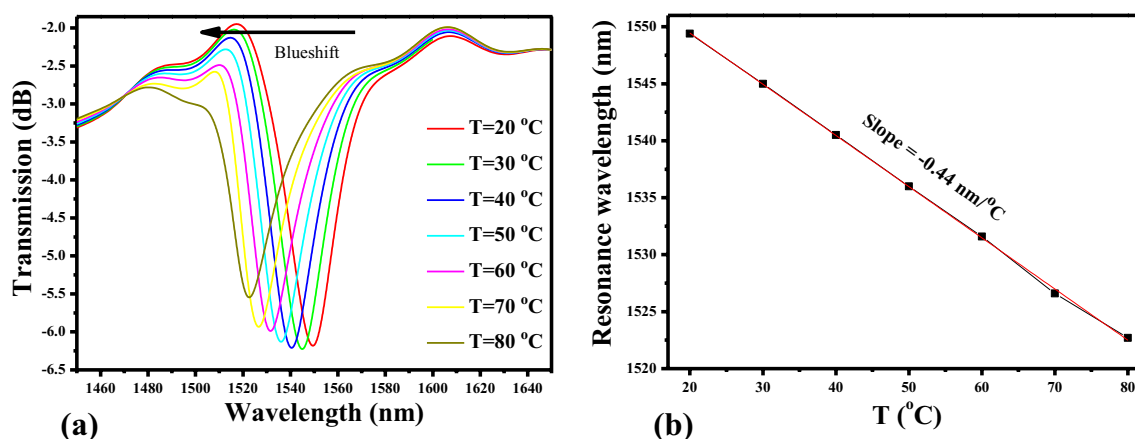 -2.0
-2.5
-3.0
-3.5
-4.0
-4.5
-5.0
-5.5
-6.0
-6.5
Transmission (dB)
Blueshift
T=20 °C
T=30 °C
T=40 °C
T=50 °C
T=60 °C
T=70 °C
T=80 °C
1460 1480 1500 1520 1540 1560 1580 1600 1620 1640
Wavelength (nm)
(a)
1550
1545
1540
1535
1530
1525
1520
Resonance wavelength (nm)
Slope = -0.44 nm/°C
20 30 40 50 60 70 80
T (°C)
(b)